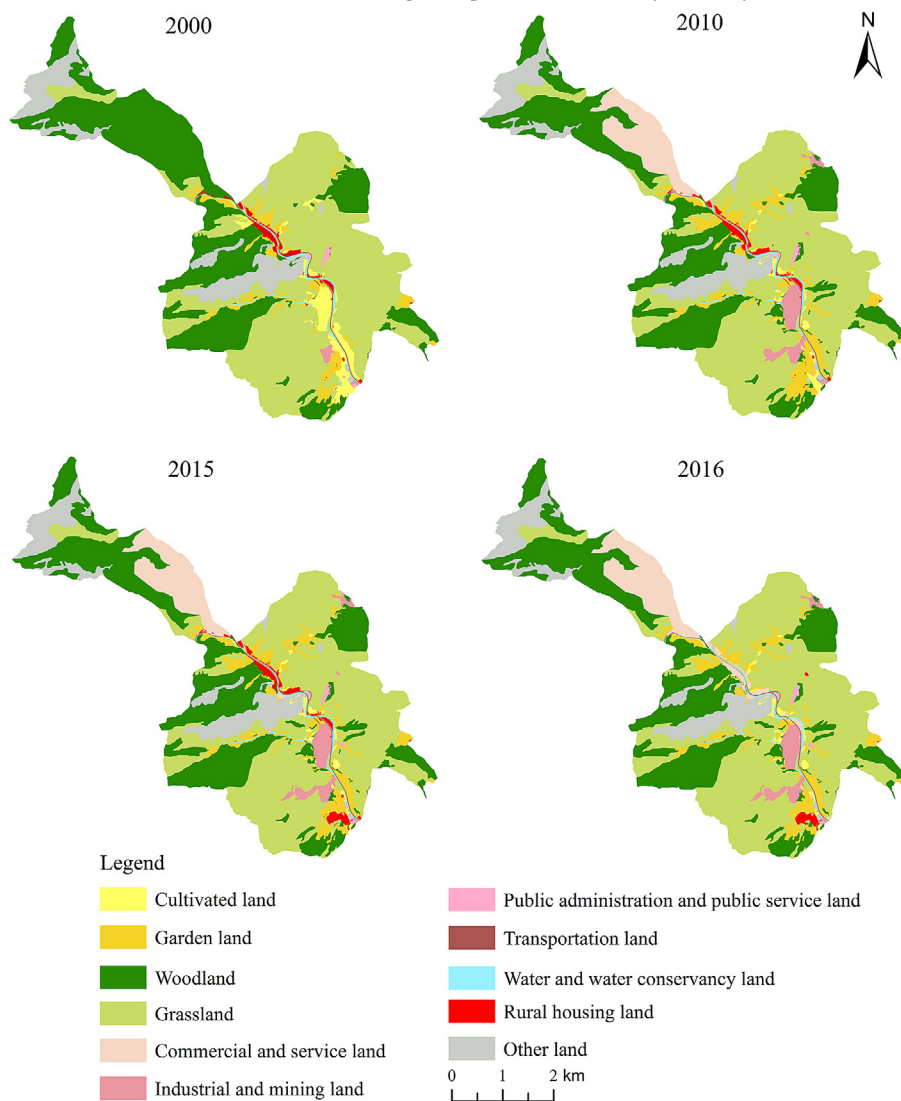 2000
2010
N
2015
2016
Legend
Cultivated land
Garden land
Woodland
Grassland
Commercial and service land
Industrial and mining land
Public administration and public service land
Transportation land
Water and water conservancy land
Rural housing land
Other land
0 1 2 km